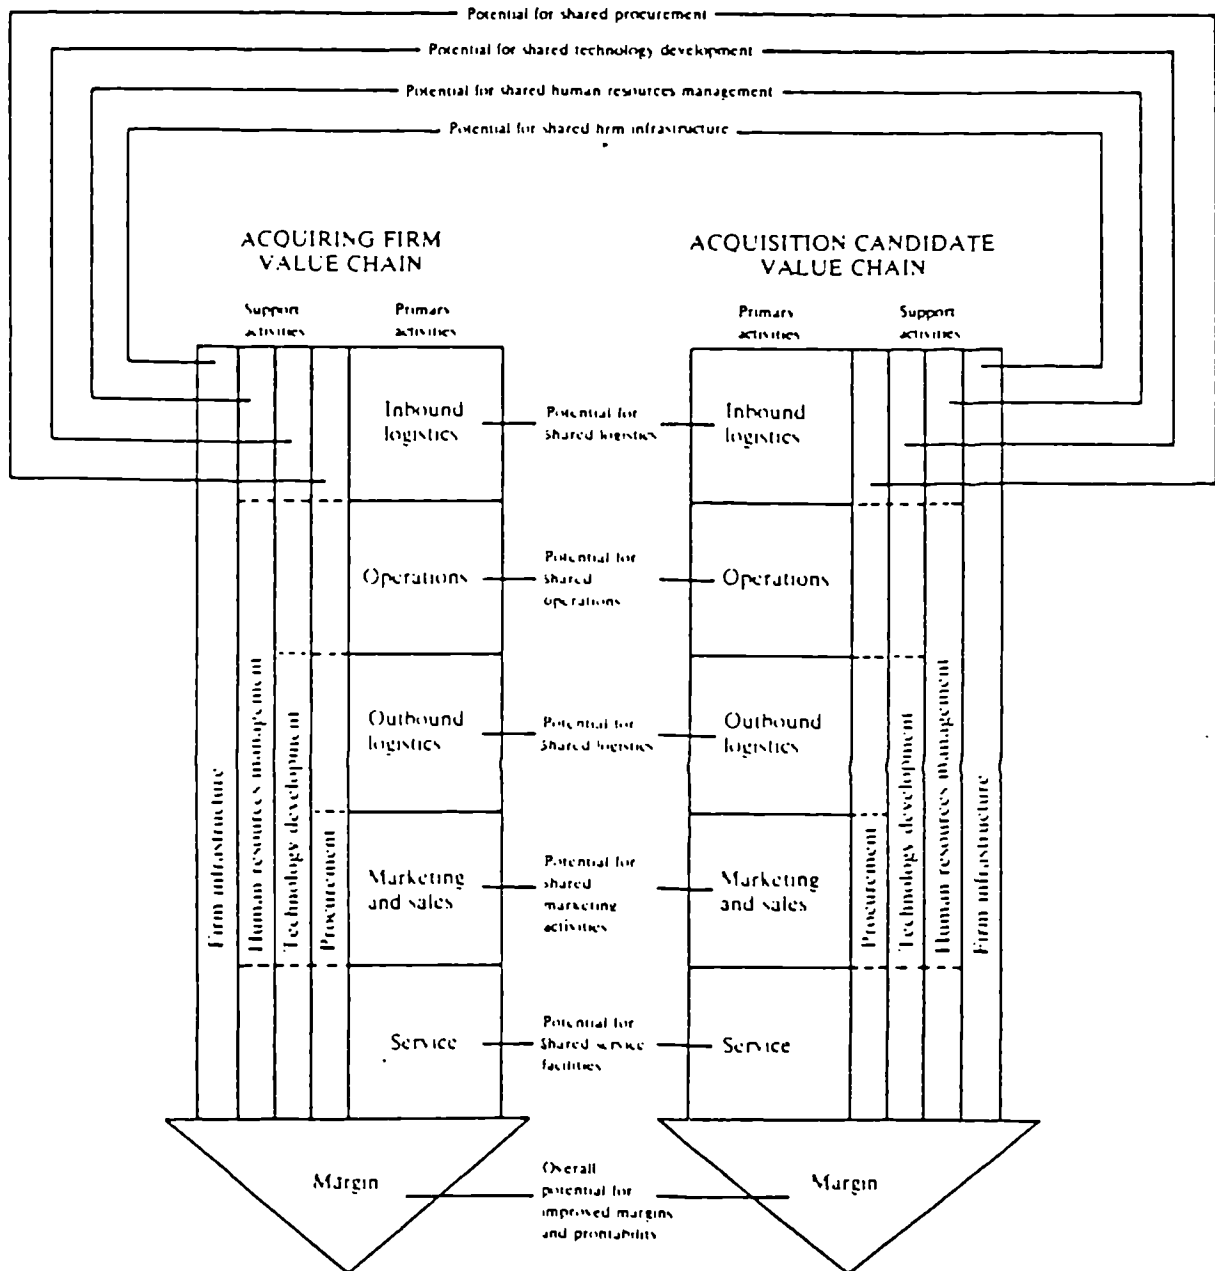 Potential for shared procurement
Potential for shared technology development
Potential for shared human resources management
Potential for shared firm infrastructure
ACQUIRING FIRM
VALUE CHAIN
ACQUISITION CANDIDATE
VALUE CHAIN
Support
activities
Primary
activities
Primary
activities
Support
activities
Inbound
logistics
Potential for
shared logistics
Inbound
logistics
Operations
Potential for
shared
operations
Operations
Outbound
logistics
Potential for
shared logistics
Outbound
logistics
Marketing
and sales
Potential for
shared
marketing
activities
Marketing
and sales
Service
Potential for
shared service
facilities
Service
Firm infrastructure
Human resources management
Technology development
Procurement
Procurement
Technology development
Human resources management
Firm infrastructure
Margin
Overall
potential for
improved margins
and profitability
Margin